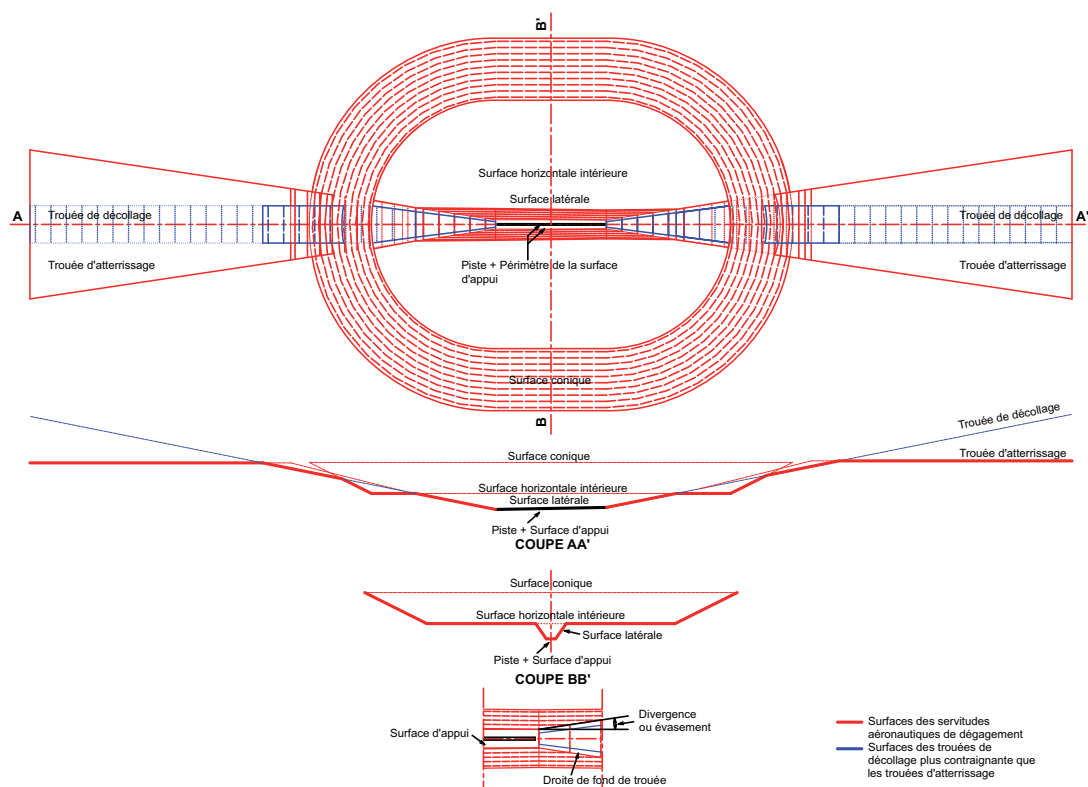 B'
Surface horizontale intérieure
Surface latérale
A
Trouée de décollage
Trouée de décollage
A'
Trouée d'atterrissage
Trouée d'atterrissage
Piste + Périmètre de la surface
d'appui
Surface conique
B
Trouée de décollage
Surface conique
Trouée d'atterrissage
Surface horizontale intérieure
Surface latérale
Piste + Surface d'appui
COUPE AA'
Surface conique
Surface horizontale intérieure
Surface latérale
Piste + Surface d'appui
COUPE BB'
Divergence
ou évasement
Surface d'appui
Droite de fond de trouée
Surfaces des servitudes
aéronautiques de dégagement
Surfaces des trouées de
décollage plus contraignante que
les trouées d'atterrissage